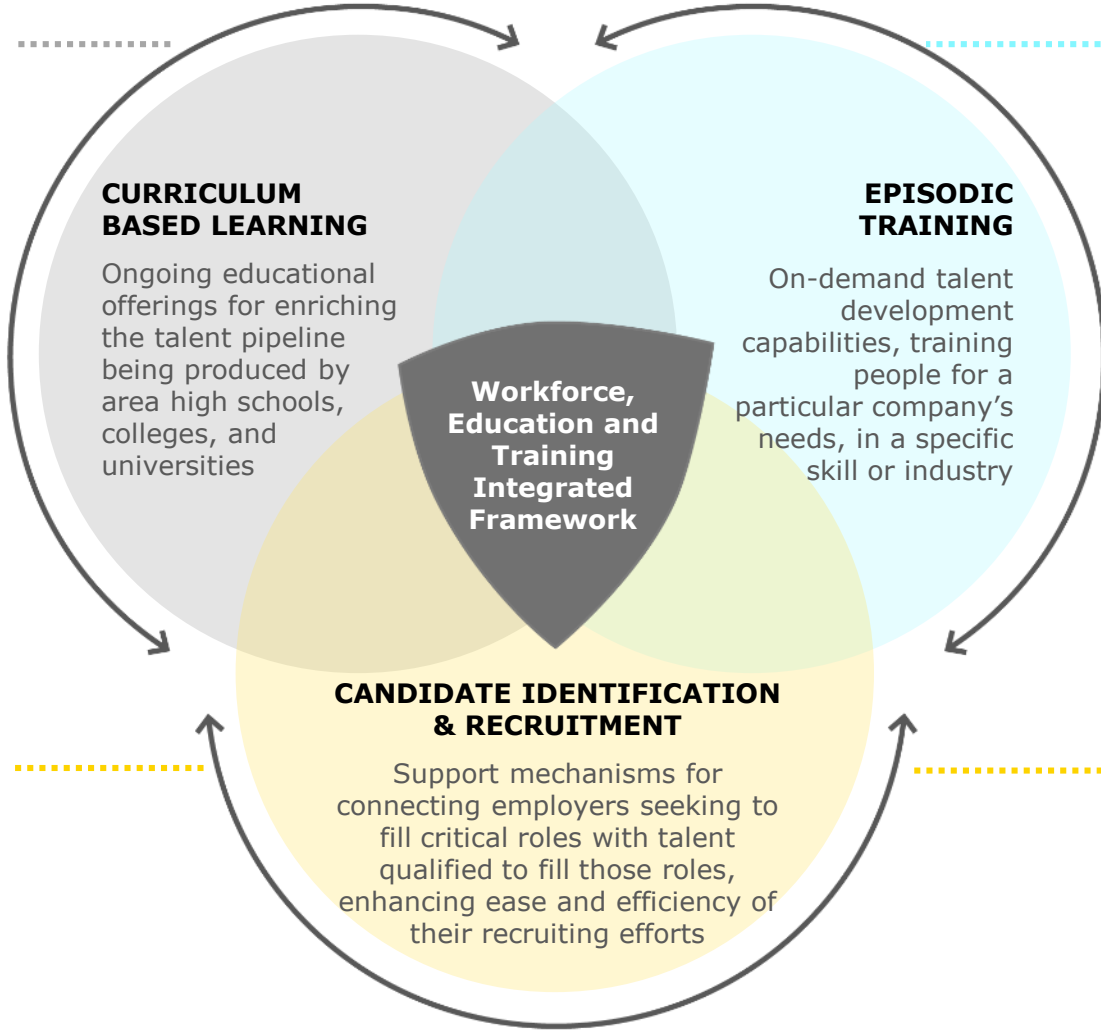 CURRICULUM
BASED LEARNING
Ongoing educational
offerings for enriching
the talent pipeline
being produced by
area high schools,
colleges, and
universities
EPISODIC
TRAINING
On-demand talent
development
capabilities, training
people for a
particular company’s
needs, in a specific
skill or industry
Workforce,
Education and
Training
Integrated
Framework
CANDIDATE IDENTIFICATION
& RECRUITMENT
Support mechanisms for
connecting employers seeking to
fill critical roles with talent
qualified to fill those roles,
enhancing ease and efficiency of
their recruiting efforts